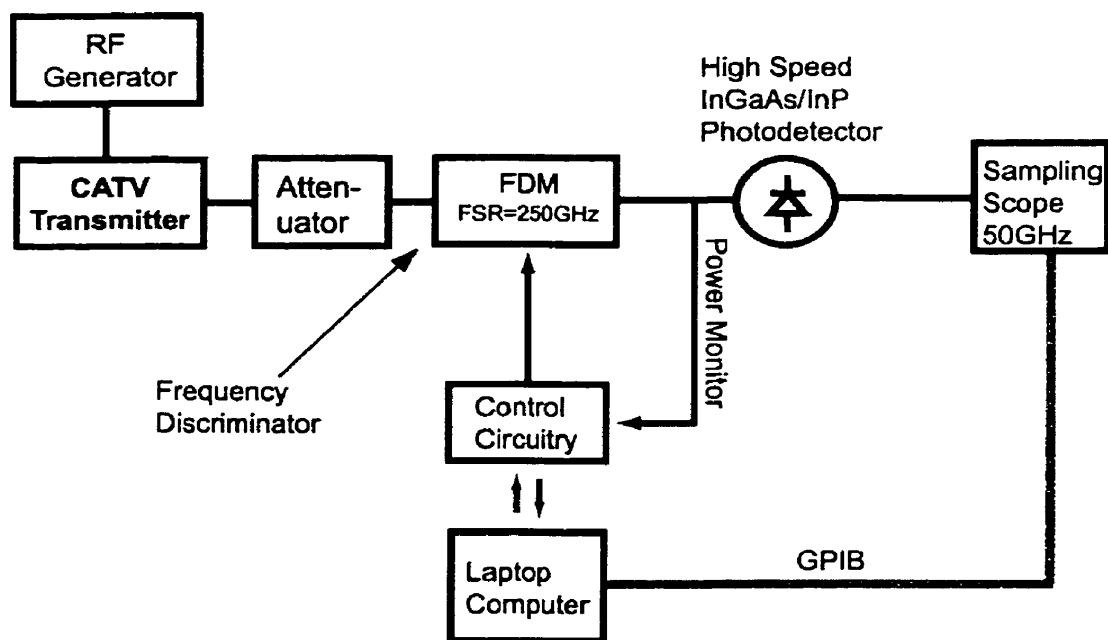 RF
Generator
CATV
Transmitter
Atten-
uator
FDM
FSR=250GHz
High Speed
InGaAs/InP
Photodetector
Sampling
Scope
50GHz
Power Monitor
Frequency
Discriminator
Control
Circuitry
Laptop
Computer
GPIB